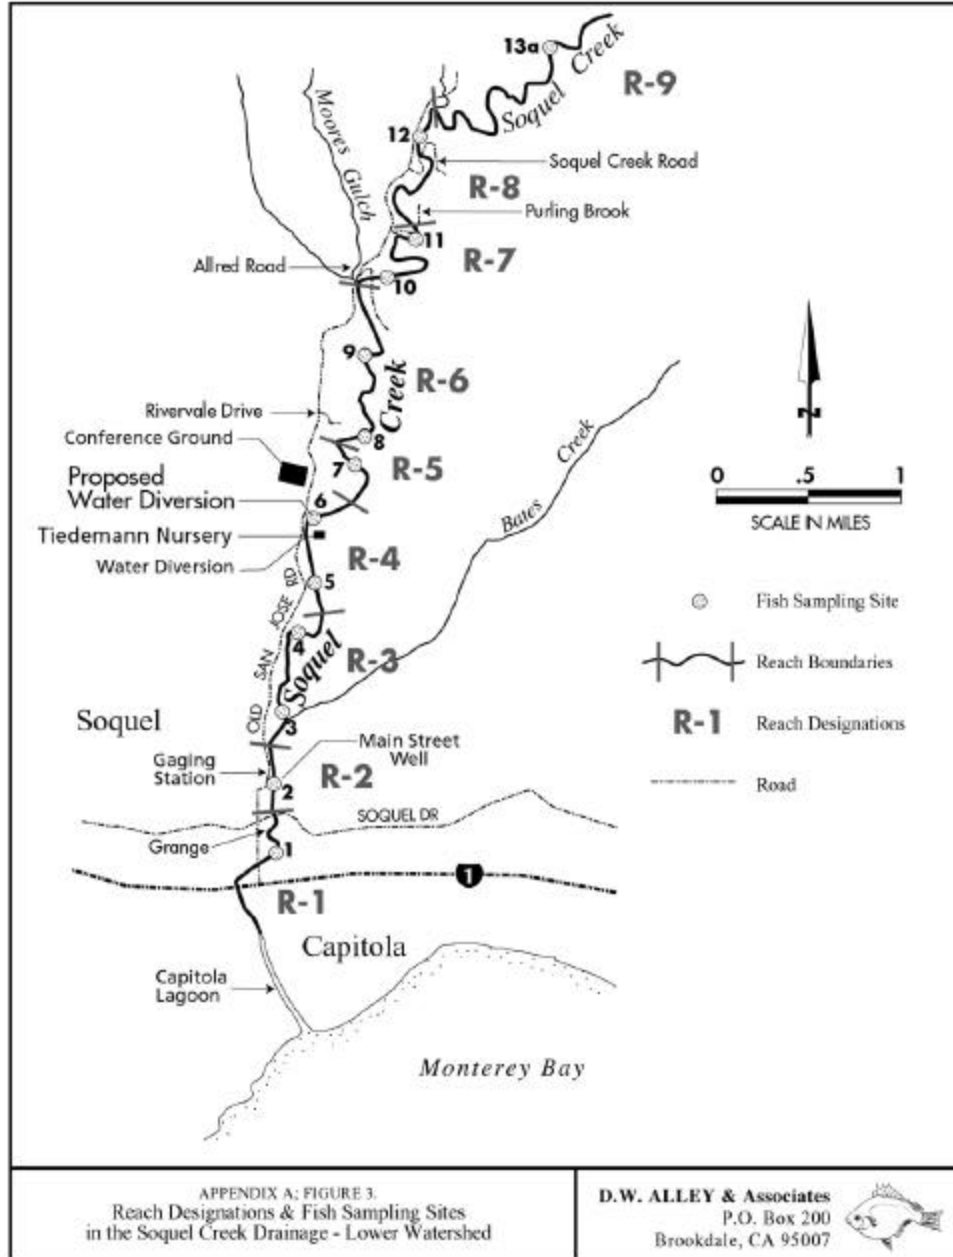 13a
Soquel Creek
R-9
Moores Gulch
12
Soquel Creek Road
R-8
Purling Brook
11
R-7
Allred Road
10
9
Creek
R-6
Rivervale Drive
8
Conference Ground
7
R-5
Proposed
Water Diversion
6
Bates Creek
N
0 .5 1
SCALE IN MILES
Tiedemann Nursery
Water Diversion
R-4
5
OLD SAN JOSE RD
4
Soquel
R-3
Fish Sampling Site
Reach Boundaries
R-1 Reach Designations
Road
Soquel
3
Main Street
Well
Gaging
Station
R-2
2
SOQUEL DR
Grange
1
1
R-1
Capitola
Capitola
Lagoon
Monterey Bay
APPENDIX A; FIGURE 3.
Reach Designations & Fish Sampling Sites
in the Soquel Creek Drainage - Lower Watershed
D.W. ALLEY & Associates
P.O. Box 200
Brookdale, CA 95007